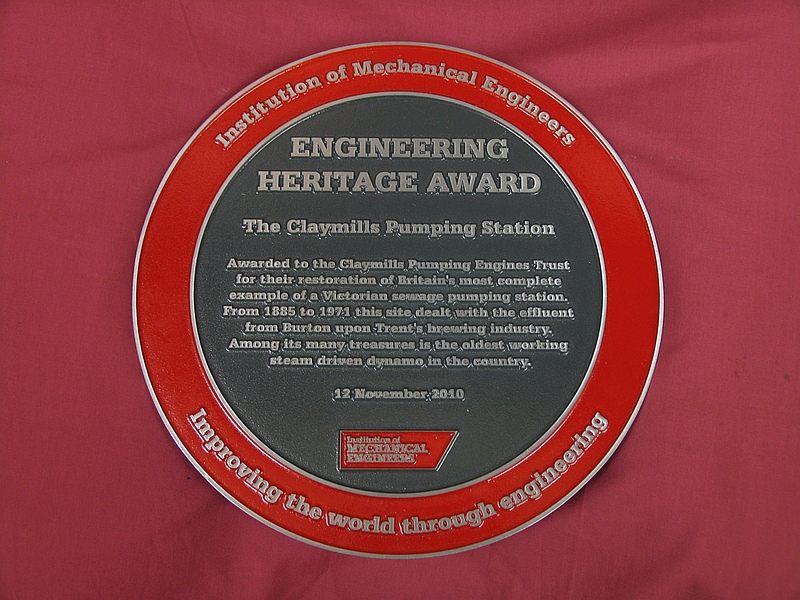 Institution of Mechanical Engineers
ENGINEERING
HERITAGE AWARD
The Claymills Pumping Station
Awarded to the Claymills Pumping Engines Trust
for their restoration of Britain's most complete
example of a Victorian sewage pumping station.
From 1885 to 1971 this site dealt with the effluent
from Burton upon Trent's brewing industry.
Among its many treasures is the oldest working
steam driven dynamo in the country.
12 November 2010
Institution of
MECHANICAL
ENGINEERS
Improving the world through engineering